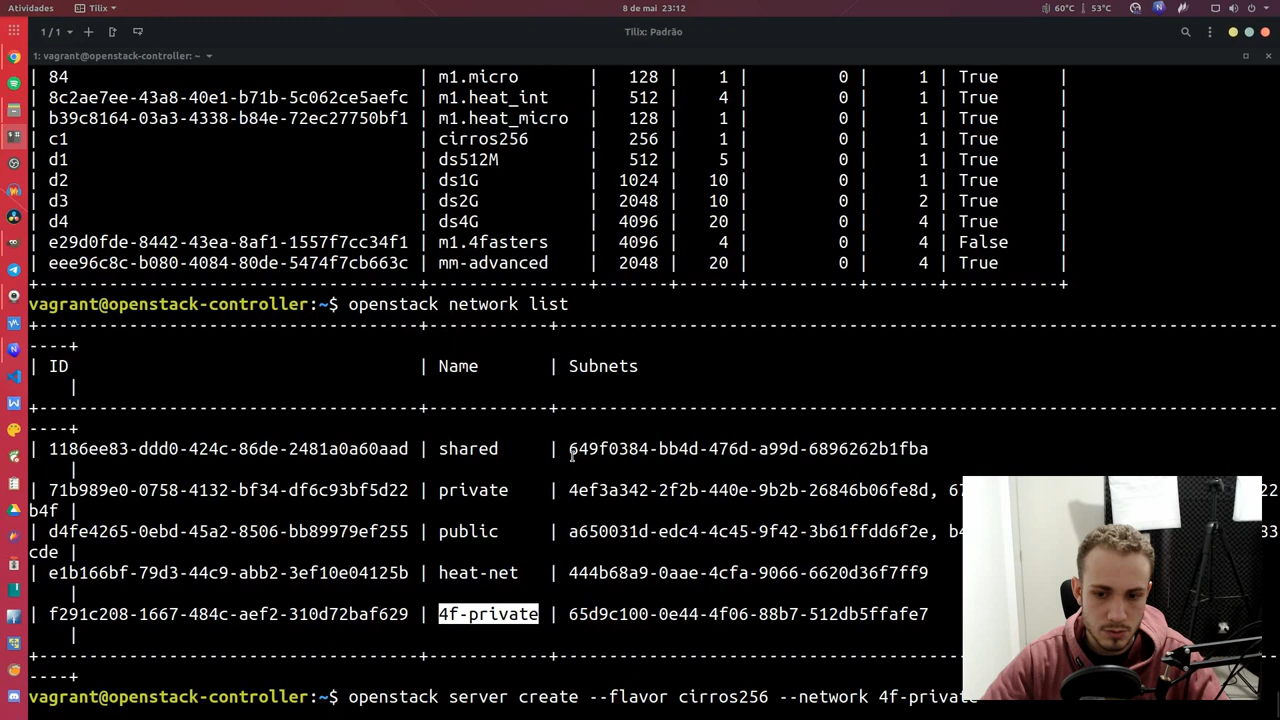 Atividades Tilix 8 de mai 23:12 60°C 53°C
1 / 1 Tilix: Padrão
1: vagrant@openstack-controller: ~
| 84 | m1.micro | 128 | 1 | 0 | 1 | True |
| 8c2ae7ee-43a8-40e1-b71b-5c062ce5aefc | m1.heat_int | 512 | 4 | 0 | 1 | True |
| b39c8164-03a3-4338-b84e-72ec27750bf1 | m1.heat_micro | 128 | 1 | 0 | 1 | True |
| c1 | cirros256 | 256 | 1 | 0 | 1 | True |
| d1 | ds512M | 512 | 5 | 0 | 1 | True |
| d2 | ds1G | 1024 | 10 | 0 | 1 | True |
| d3 | ds2G | 2048 | 10 | 0 | 2 | True |
| d4 | ds4G | 4096 | 20 | 0 | 4 | True |
| e29d0fde-8442-43ea-8af1-1557f7cc34f1 | m1.4fasters | 4096 | 4 | 0 | 4 | False |
| eee96c8c-b080-4084-80de-5474f7cb663c | mm-advanced | 2048 | 20 | 0 | 4 | True |
vagrant@openstack-controller:~$ openstack network list
| ID | Name | Subnets
|
| 1186ee83-ddd0-424c-86de-2481a0a60aad | shared | 649f0384-bb4d-476d-a99d-6896262b1fba
|
| 71b989e0-0758-4132-bf34-df6c93bf5d22 | private | 4ef3a342-2f2b-440e-9b2b-26846b06fe8d,
b4f |
| d4fe4265-0ebd-45a2-8506-bb89979ef255 | public | a650031d-edc4-4c45-9f42-3b61ffdd6f2e,
cde |
| e1b166bf-79d3-44c9-abb2-3ef10e04125b | heat-net | 444b68a9-0aae-4cfa-9066-6620d36f7ff9
|
| f291c208-1667-484c-aef2-310d72baf629 | 4f-private | 65d9c100-0e44-4f06-88b7-512db5ffafe7
|
vagrant@openstack-controller:~$ openstack server create --flavor cirros256 --network 4f-private